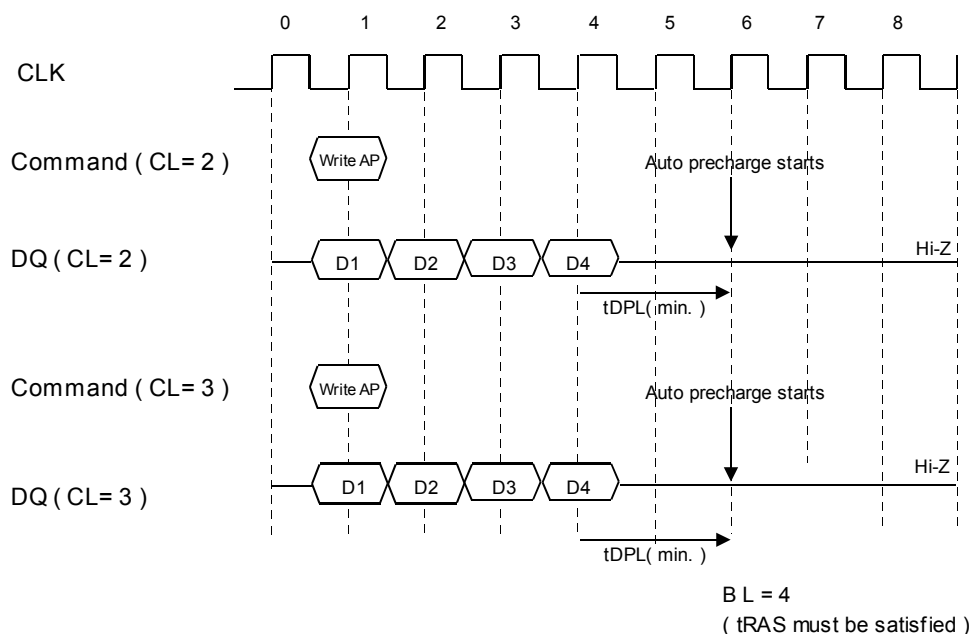 0 1 2 3 4 5 6 7 8
CLK
Command ( CL= 2 )
Write AP
Auto precharge starts
DQ ( CL= 2 )
D1 D2 D3 D4
Hi-Z
tDPL( min. )
Command ( CL= 3 )
Write AP
Auto precharge starts
DQ ( CL= 3 )
D1 D2 D3 D4
Hi-Z
tDPL( min. )
B L = 4
( tRAS must be satisfied )